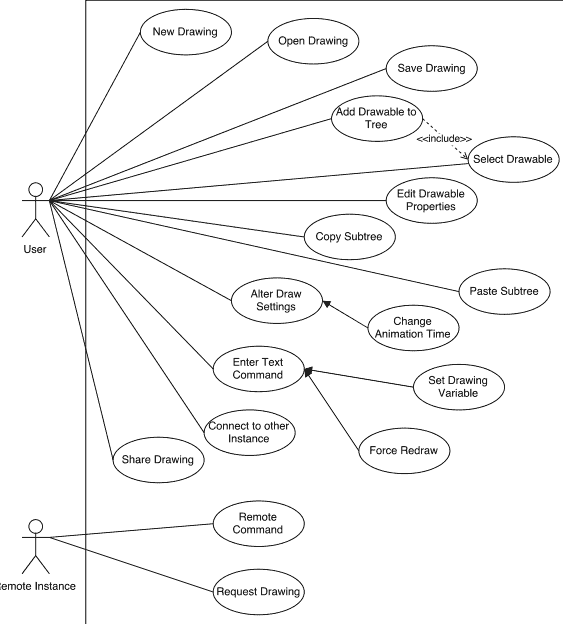 New Drawing
Open Drawing
Save Drawing
Add Drawable to
Tree
<<include>>
Select Drawable
Edit Drawable
Properties
User
Copy Subtree
Paste Subtree
Alter Draw
Settings
Change
Animation Time
Enter Text
Command
Set Drawing
Variable
Connect to other
Instance
Force Redraw
Share Drawing
Remote
Command
emote Instance
Request Drawing